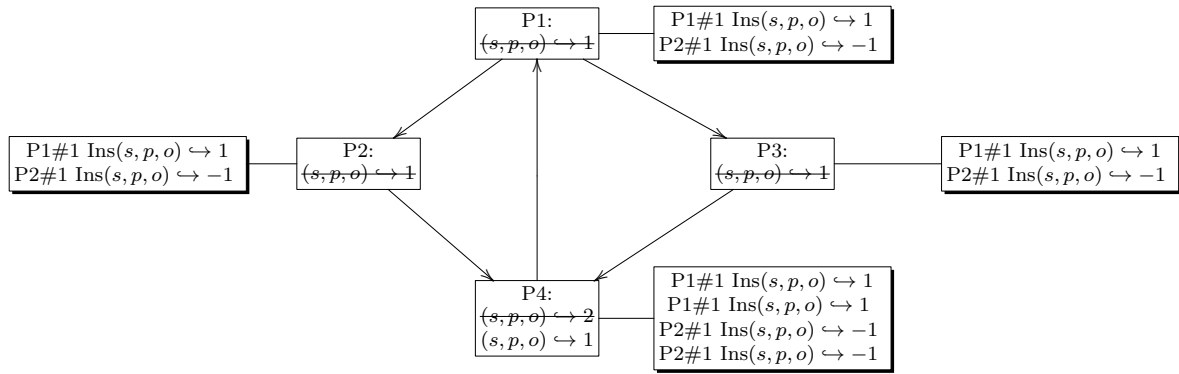 P1:
(s, p, o) ↪ 1
P1#1 Ins(s, p, o) ↪ 1
P2#1 Ins(s, p, o) ↪ −1
P1#1 Ins(s, p, o) ↪ 1
P2#1 Ins(s, p, o) ↪ −1
P2:
(s, p, o) ↪ 1
P3:
(s, p, o) ↪ 1
P1#1 Ins(s, p, o) ↪ 1
P2#1 Ins(s, p, o) ↪ −1
P4:
(s, p, o) ↪ 2
(s, p, o) ↪ 1
P1#1 Ins(s, p, o) ↪ 1
P1#1 Ins(s, p, o) ↪ 1
P2#1 Ins(s, p, o) ↪ −1
P2#1 Ins(s, p, o) ↪ −1